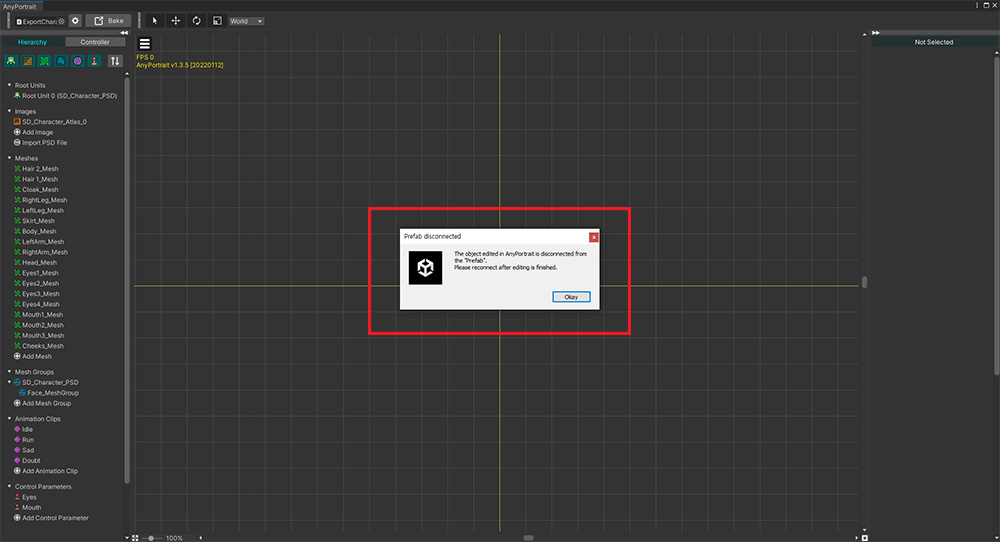 AnyPortrait
ExportChar
Bake
World
Hierarchy
Controller
FPS 0
AnyPortrait v1.3.5 [20220112]
Not Selected
Root Units
Root Unit 0 (SD_Character_PSD)
Images
SD_Character_Atlas_0
Add Image
Import PSD File
Meshes
Hair 2_Mesh
Hair 1_Mesh
Cloak_Mesh
RightLeg_Mesh
LeftLeg_Mesh
Skirt_Mesh
Body_Mesh
LeftArm_Mesh
RightArm_Mesh
Head_Mesh
Eyes1_Mesh
Eyes2_Mesh
Eyes3_Mesh
Eyes4_Mesh
Mouth1_Mesh
Mouth2_Mesh
Mouth3_Mesh
Cheeks_Mesh
Add Mesh
Mesh Groups
SD_Character_PSD
Face_MeshGroup
Add Mesh Group
Animation Clips
Idle
Run
Sad
Doubt
Add Animation Clip
Control Parameters
Eyes
Mouth
Add Control Parameter
Prefab disconnected
The object edited in AnyPortrait is disconnected from
the "Prefab".
Please reconnect after editing is finished.
Okay
100%